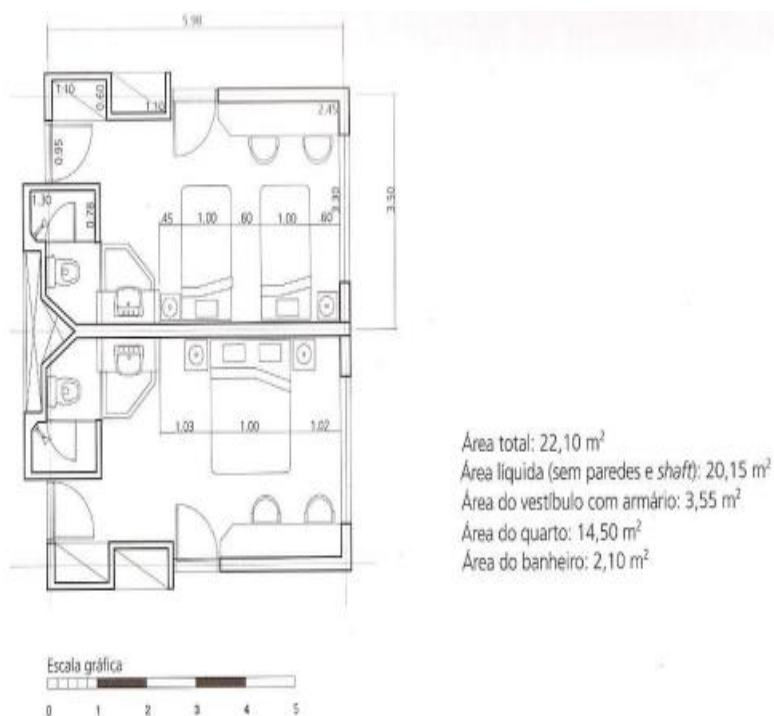 5.98
1.10
0.60
1.10
2.45
0.95
3.30
3.50
1.30
0.78
.45 1.00 .60 1.00 .60
1.03 1.00 1.02
Área total: 22,10 m²
Área líquida (sem paredes e shaft): 20,15 m²
Área do vestíbulo com armário: 3,55 m²
Área do quarto: 14,50 m²
Área do banheiro: 2,10 m²
Escala gráfica
0 1 2 3 4 5